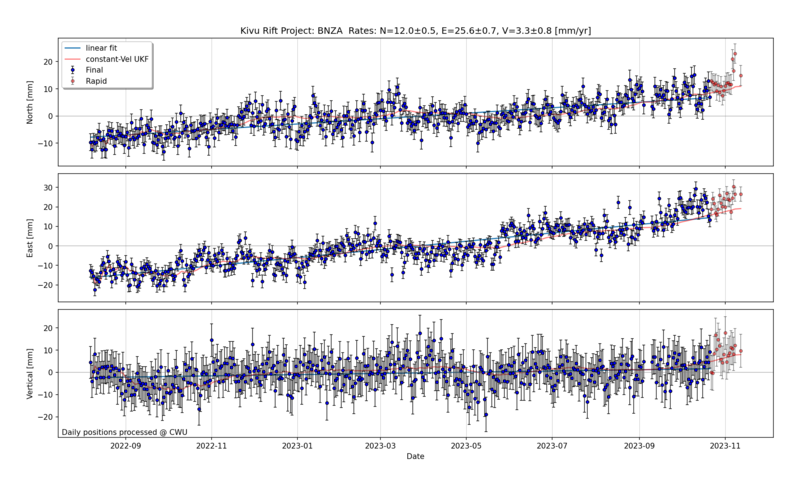 Kivu Rift Project: BNZA Rates: N=12.0±0.5, E=25.6±0.7, V=3.3±0.8 [mm/yr]
linear fit
constant-Vel UKF
Final
Rapid
North [mm]
20
10
0
−10
East [mm]
30
20
10
0
−10
−20
Vertical [mm]
20
10
0
−10
−20
Daily positions processed @ CWU
2022-09 2022-11 2023-01 2023-03 2023-05 2023-07 2023-09 2023-11
Date